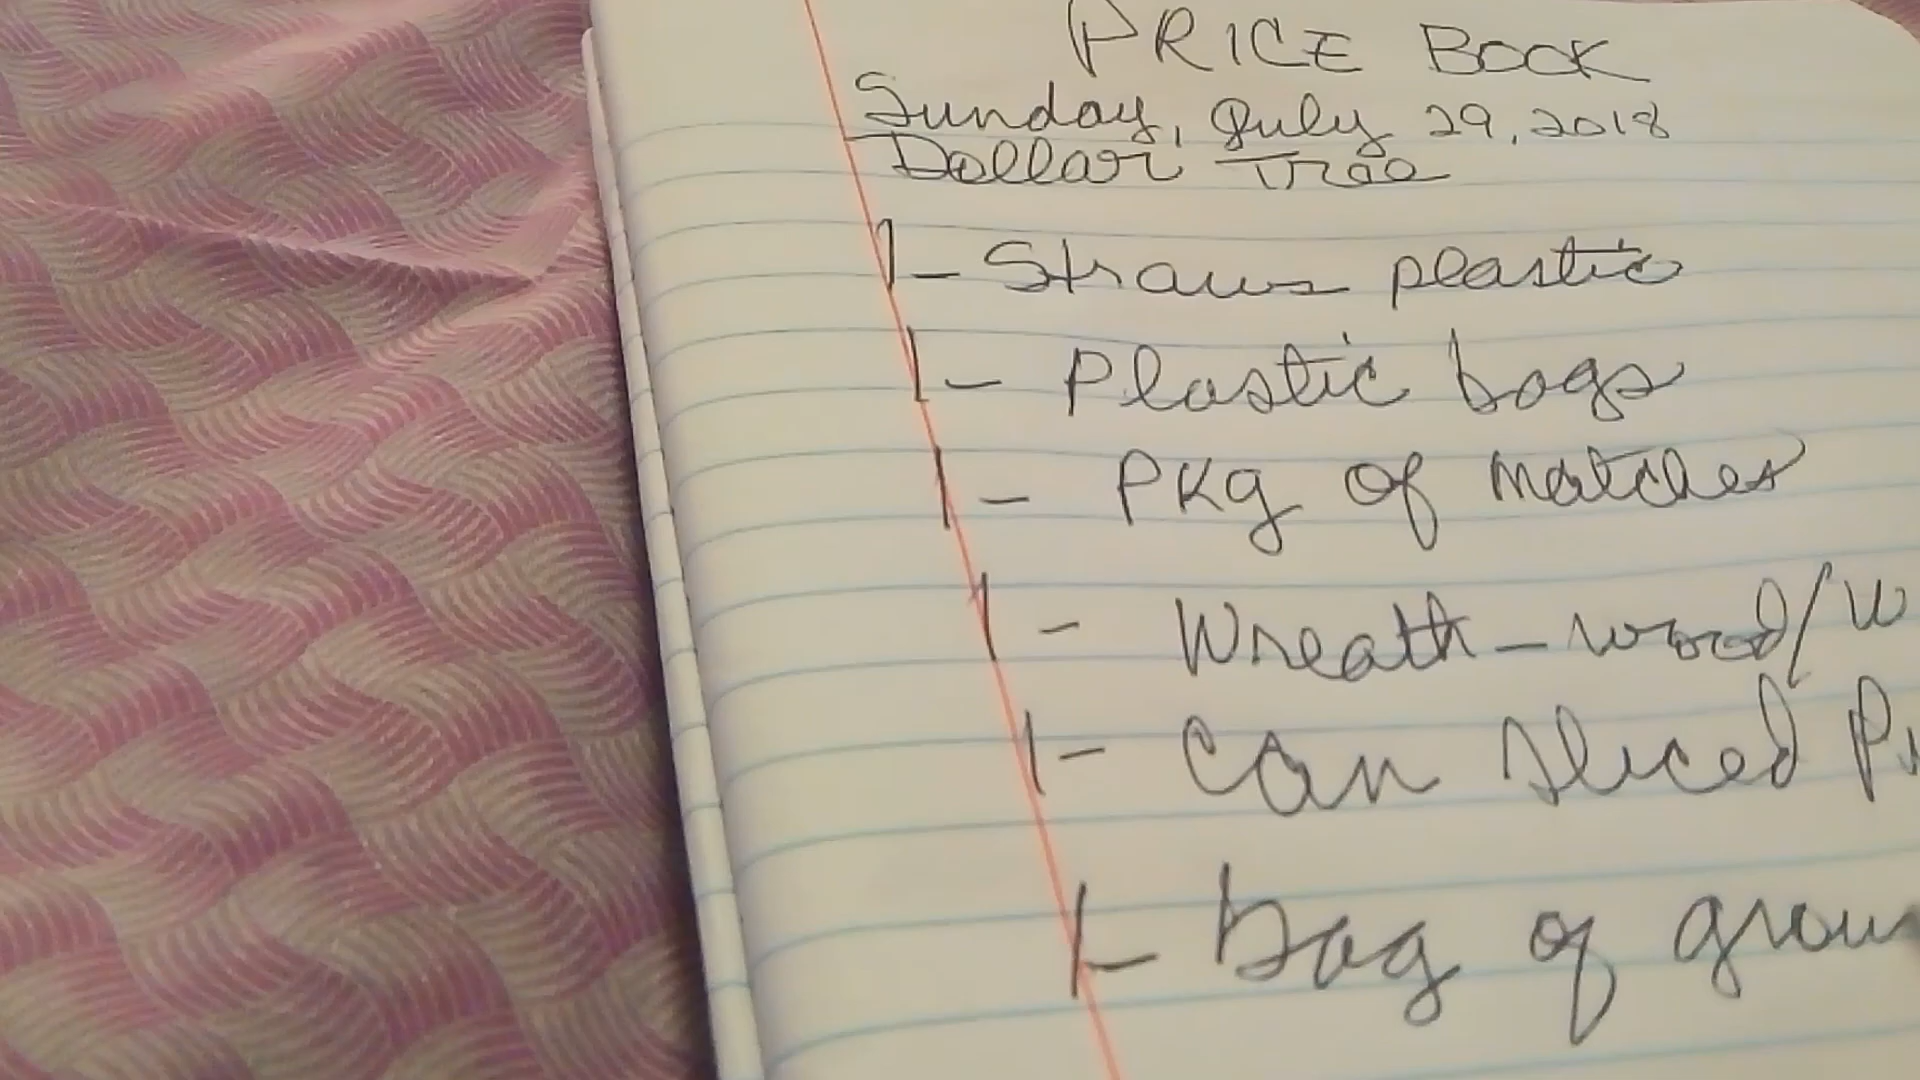 PRICE BOOK
Sunday, July 29, 2018
Dollar Tree
1- Straws plastic
1- Plastic bags
1- PKg of matches
1- Wreath - wood/W
1- Can sliced P
1- bag of groun